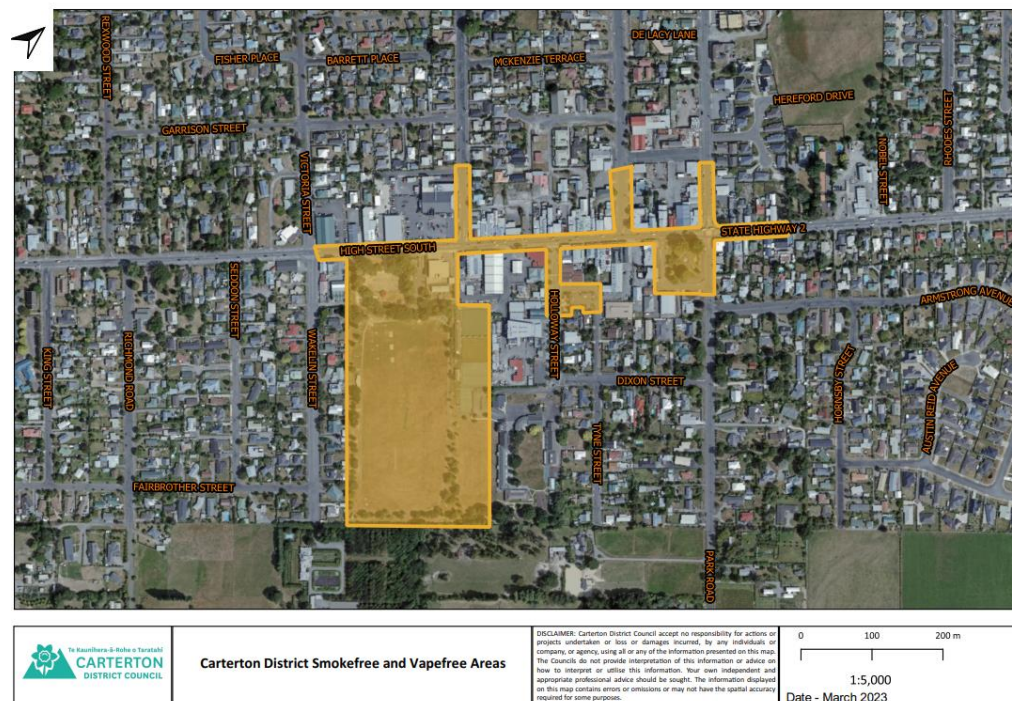 REXWOOD STREET
FISHER PLACE
BARRETT PLACE
MCKENZIE TERRACE
DE LACY LANE
HEREFORD DRIVE
GARRISON STREET
VICTORIA STREET
NOBEL STREET
RHODES STREET
HIGH STREET SOUTH
STATE HIGHWAY 2
SEDDON STREET
HOLLOWAY STREET
ARMSTRONG AVENUE
KING STREET
RICHMOND ROAD
WAKELIN STREET
DIXON STREET
HORNSBY STREET
AUSTIN REID AVENUE
TYNE STREET
FAIRBROTHER STREET
PARK ROAD
Te Kaunihera-ā-Rohe o Taratahi
CARTERTON
DISTRICT COUNCIL
Carterton District Smokefree and Vapefree Areas
DISCLAIMER: Carterton District Council accept no responsibility for actions or
projects undertaken or loss or damages incurred, by any individuals or
company, or agency, using all or any of the information presented on this map.
The Councils do not provide interpretation of this information or advice on
how to interpret or utilise this information. Your own independent and
appropriate professional advice should be sought. The information displayed
on this map contains errors or omissions or may not have the spatial accuracy
required for some purposes.
0 100 200 m
1:5,000
Date - March 2023